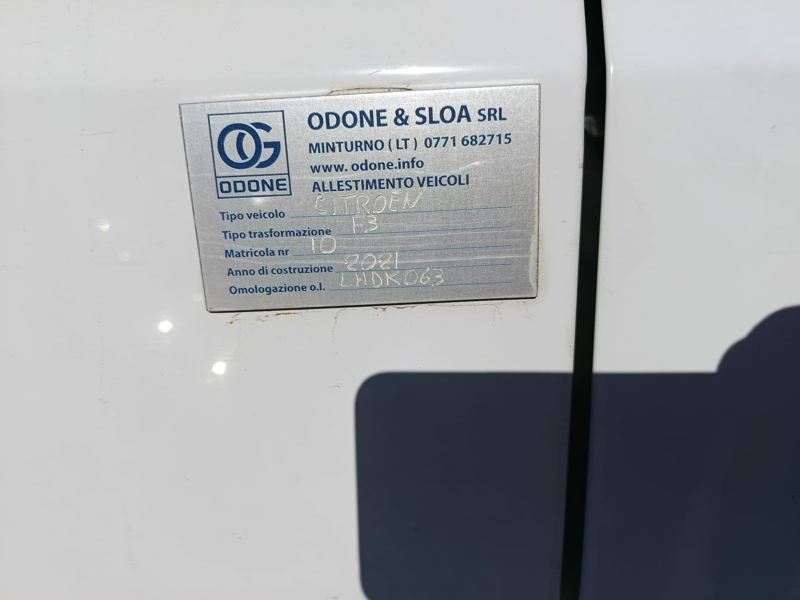 OG
ODONE
ODONE & SLOA SRL
MINTURNO ( LT ) 0771 682715
www. odone.info
ALLESTIMENTO VEICOLI
Tipo veicolo CITROEN
Tipo trasformazione F3
Matricola nr 10
Anno di costruzione 2021
Omologazione o.l. LHDK063